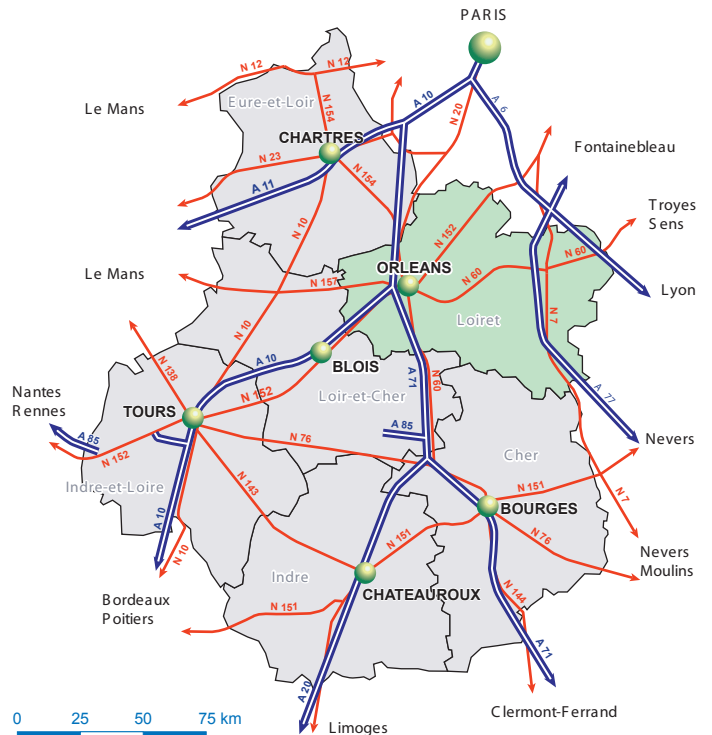 PARIS
N 12
N 12
A 10
Le Mans
Eure-et-Loir
N 154
N 20
A 6
CHARTRES
Fontainebleau
N 23
N 154
A 11
Troyes
Sens
N 10
N 152
N 60
Le Mans
ORLEANS
N 157
N 60
Lyon
Loiret
N 7
N 10
A 10
BLOIS
N 138
A 71
N 60
A 77
Nantes
Rennes
N 152
Loir-et-Cher
TOURS
A 85
A 85
N 76
Nevers
N 152
Cher
Indre-et-Loire
N 143
N 151
N 7
A 10
BOURGES
N 151
N 76
N 10
Nevers
Moulins
Indre
CHATEAUROUX
N 144
Bordeaux
Poitiers
N 151
A 71
A 20
Clermont-Ferrand
0 25 50 75 km
Limoges